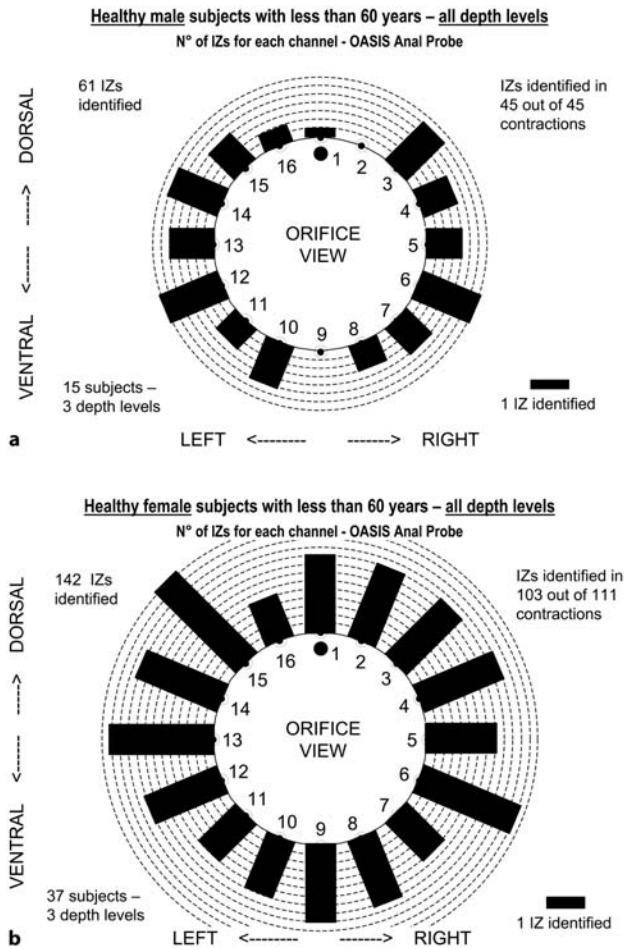 Healthy male subjects with less than 60 years – all depth levels
N° of IZs for each channel - OASIS Anal Probe
61 IZs
identified
IZs identified in
45 out of 45
contractions
DORSAL
<------ ----->
VENTRAL
1
2
3
4
5
6
7
8
9
10
11
12
13
14
15
16
ORIFICE
VIEW
15 subjects –
3 depth levels
1 IZ identified
LEFT <-------- -------> RIGHT
a
Healthy female subjects with less than 60 years – all depth levels
N° of IZs for each channel - OASIS Anal Probe
142 IZs
identified
IZs identified in
103 out of 111
contractions
DORSAL
<------ ----->
VENTRAL
1
2
3
4
5
6
7
8
9
10
11
12
13
14
15
16
ORIFICE
VIEW
37 subjects –
3 depth levels
1 IZ identified
LEFT <-------- -------> RIGHT
b